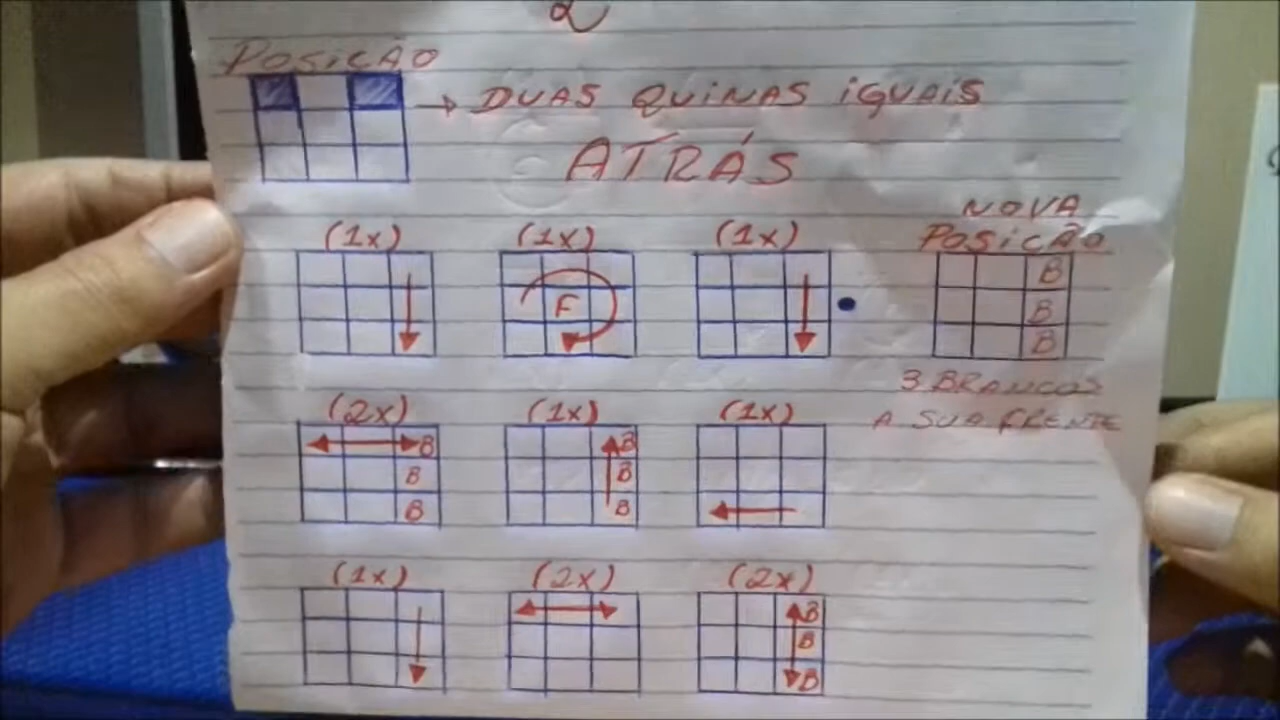 2
POSIÇÃO
→ DUAS QUINAS IGUAIS
ATRÁS
(1x) (1x) (1x) NOVA POSIÇÃO
F
B
B
B
3 BRANCOS
A SUA FRENTE
(2x) (1x) (1x)
B B
B B
B B
(1x) (2x) (2x)
B
B
B